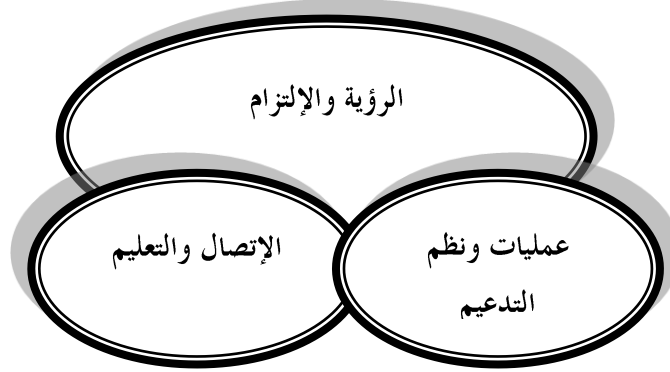 الرؤية والإلتزام
عمليات ونظم
التدعيم
الإتصال والتعليم